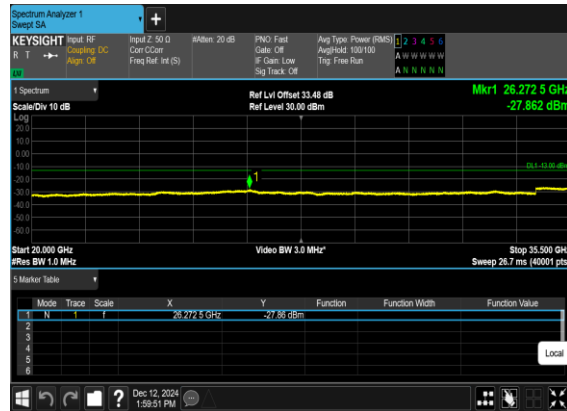 Spectrum Analyzer 1
Swept SA
+
KEYSIGHT Input: RF Input Z: 50 Ω #Atten: 20 dB PNO: Fast Avg Type: Power (RMS) 1 2 3 4 5 6
R T Coupling: DC Corr CCorr Gate: Off Avg|Hold: 100/100 A W W W W W
Align: Off Freq Ref: Int (S) IF Gain: Low Trig: Free Run
Sig Track: Off A N N N N N
1 Spectrum Ref Lvl Offset 33.48 dB Mkr1 26.272 5 GHz
Scale/Div 10 dB Ref Level 30.00 dBm -27.862 dBm
Log
20.0
10.0
0.00
-10.0
DL1 -13.00 dBm
1
-20.0
-30.0
-40.0
-50.0
-60.0
Start 20.000 GHz Video BW 3.0 MHz* Stop 35.500 GHz
#Res BW 1.0 MHz Sweep 26.7 ms (40001 pts)
5 Marker Table
Mode Trace Scale X Y Function Function Width Function Value
1 N 1 f 26.272 5 GHz -27.86 dBm
2
3
4
5
6
Local
? Dec 12, 2024
1:59:51 PM